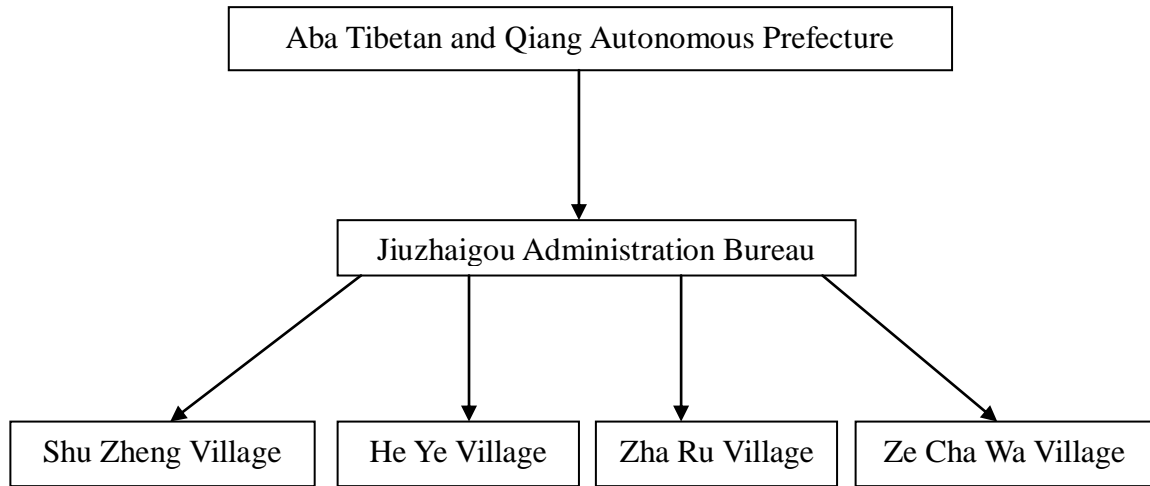 Aba Tibetan and Qiang Autonomous Prefecture
Jiuzhaigou Administration Bureau
Shu Zheng Village
He Ye Village
Zha Ru Village
Ze Cha Wa Village